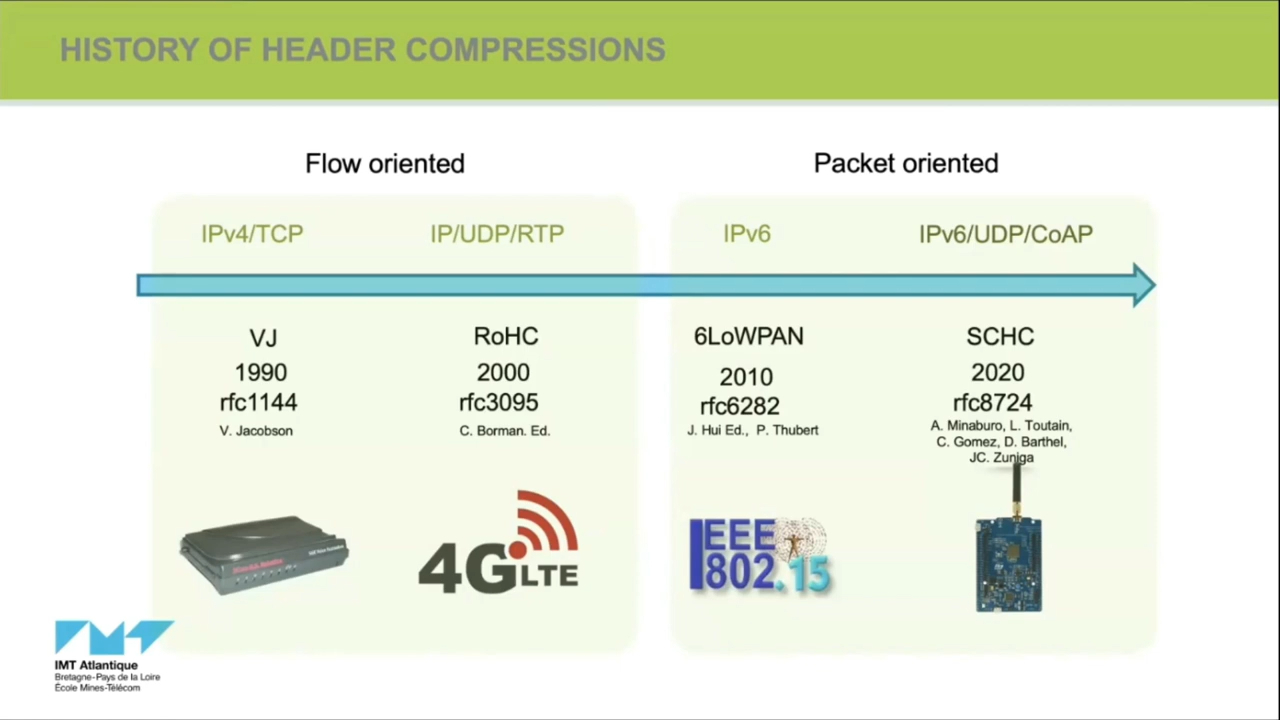 HISTORY OF HEADER COMPRESSIONS
Flow oriented
Packet oriented
IPv4/TCP
IP/UDP/RTP
IPv6
IPv6/UDP/CoAP
VJ
1990
rfc1144
V. Jacobson
RoHC
2000
rfc3095
C. Borman. Ed.
6LoWPAN
2010
rfc6282
J. Hui Ed., P. Thubert
SCHC
2020
rfc8724
A. Minaburo, L. Toutain,
C. Gomez, D. Barthel,
JC. Zuniga
4G LTE
IEEE
802.15
IMT Atlantique
Bretagne-Pays de la Loire
École Mines-Télécom